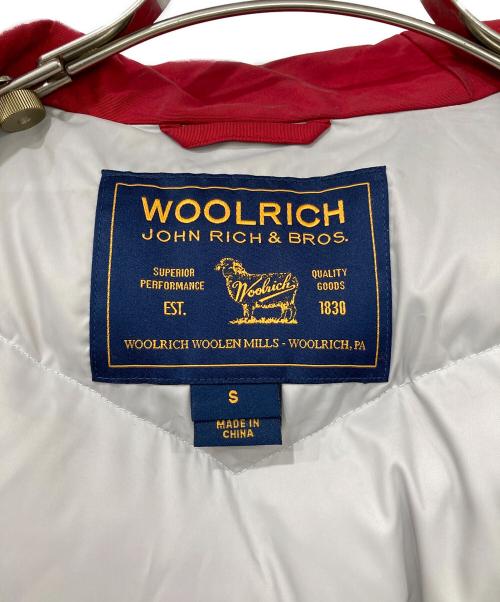 WOOLRICH
JOHN RICH & BROS.
SUPERIOR
PERFORMANCE
EST.
Woolrich
QUALITY
GOODS
1830
WOOLRICH WOOLEN MILLS - WOOLRICH, PA
S
MADE IN
CHINA